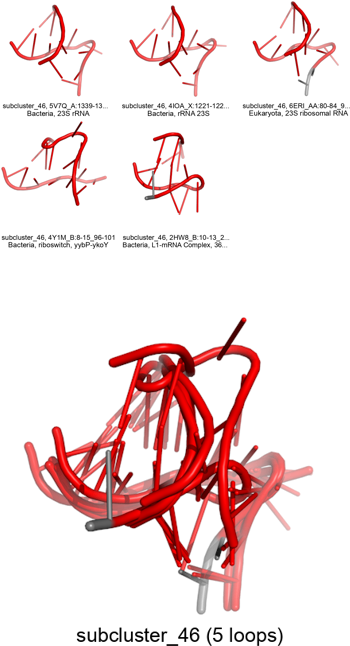 subcluster_46, 5V7Q_A:1339-13...
Bacteria, 23S rRNA
subcluster_46, 4IOA_X:1221-122...
Bacteria, rRNA 23S
subcluster_46, 6ERI_AA:80-84_9...
Eukaryota, 23S ribosomal RNA
subcluster_46, 4Y1M_B:8-15_96-101
Bacteria, riboswitch, yybP-ykoY
subcluster_46, 2HW8_B:10-13_2...
Bacteria, L1-mRNA Complex, 36...
subcluster_46 (5 loops)